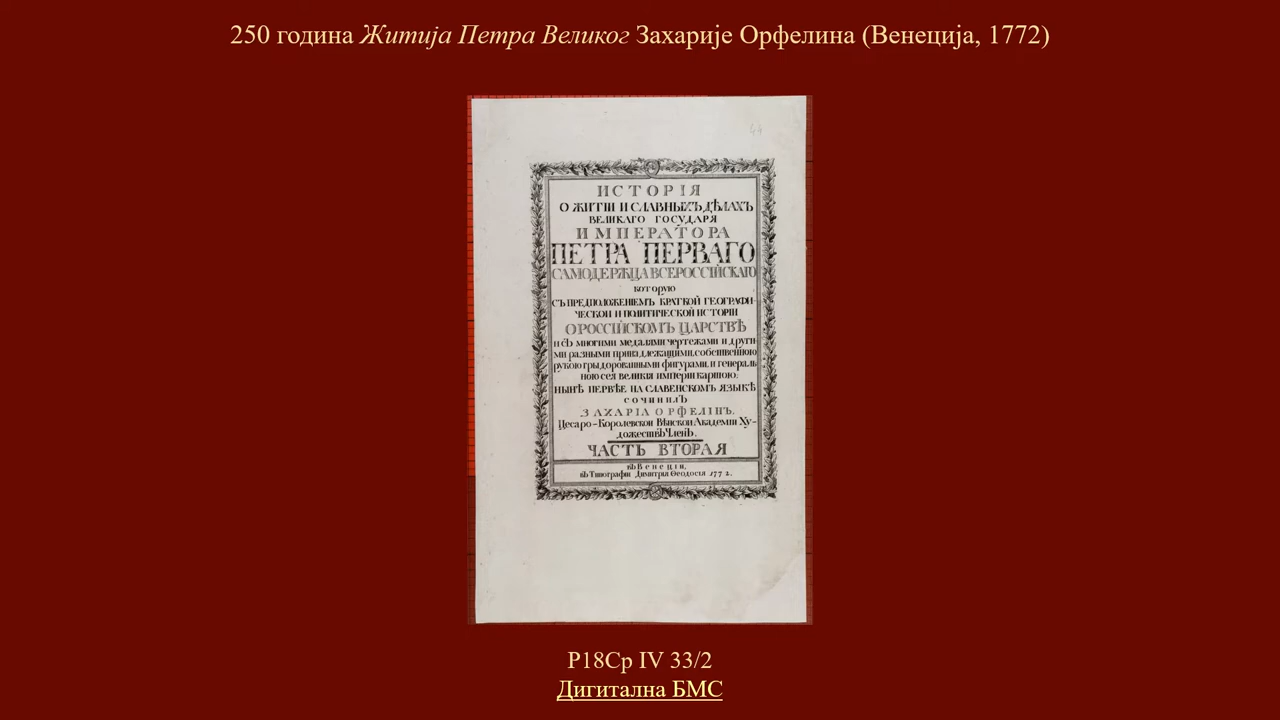 250 година Житија Петра Великог Захарије Орфелина (Венеција, 1772)
44
ИСТОРІЯ
О ЖИТІИ И СЛАВНЫХЪ ДѢЛАХЪ
ВЕЛИКАГО ГОСУДАРЯ
ИМПЕРАТОРА
ПЕТРА ПЕРВАГО
САМОДЕРЖЦА ВСЕРОССІЙСКАГО
которую
СЪ ПРЕДПОЛОЖЕНІЕМЪ КРАТКОЙ ГЕОГРАФИ-
ЧЕСКОЙ И ПОЛИТИЧЕСКОЙ ИСТОРІИ
О РОССІЙСКОМЪ ЦАРСТВѢ
и съ многими медалями чертежами и други-
ми разными принадлежащими, собственною
рукою грыдорованными фигурами, и генераль-
ною сея великія имперіи картою,
НЫНѢ ПЕРВѢЕ НА СЛАВЕНСКОМЪ ЯЗЫКѢ
СОЧИНИЛЪ
ЗАХАРІА ОРФЕЛІНЪ.
Цесаро-Королевской Вѣнской Академіи Ху-
дожествъ Членъ.
ЧАСТЬ ВТОРАЯ
въ Венеціи,
въ Типографіи Димитріа Ѳеодосіа 1772.
Р18Ср IV 33/2
Дигитална БМС